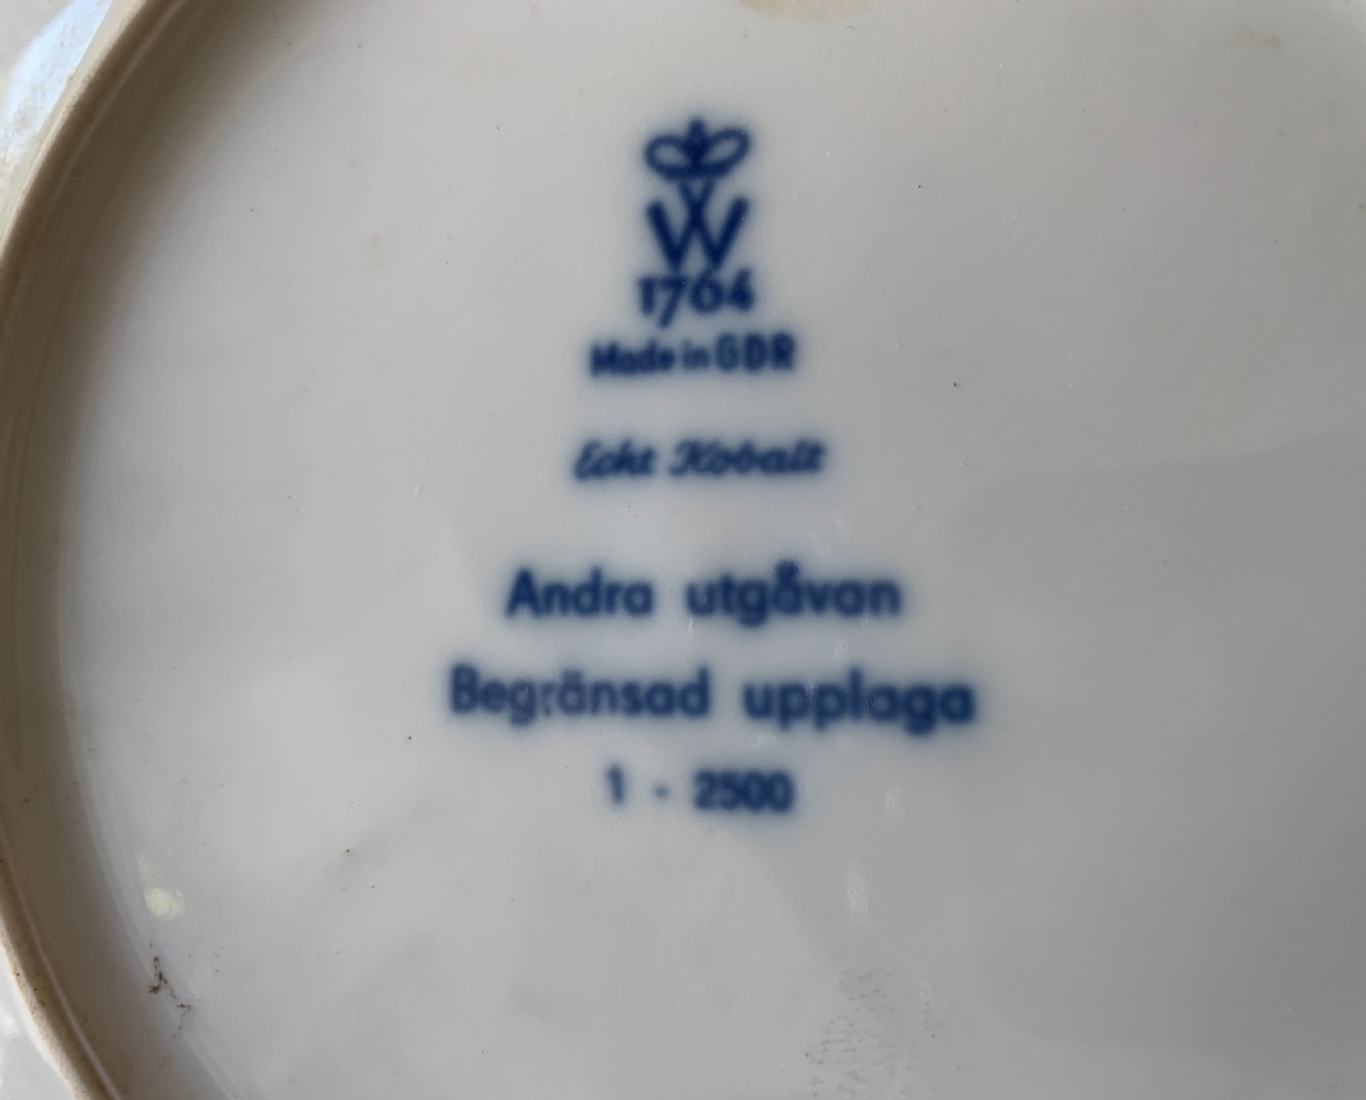 W
1764
Made in GDR
Echt Kobalt
Andra utgåvan
Begränsad upplaga
1 - 2500